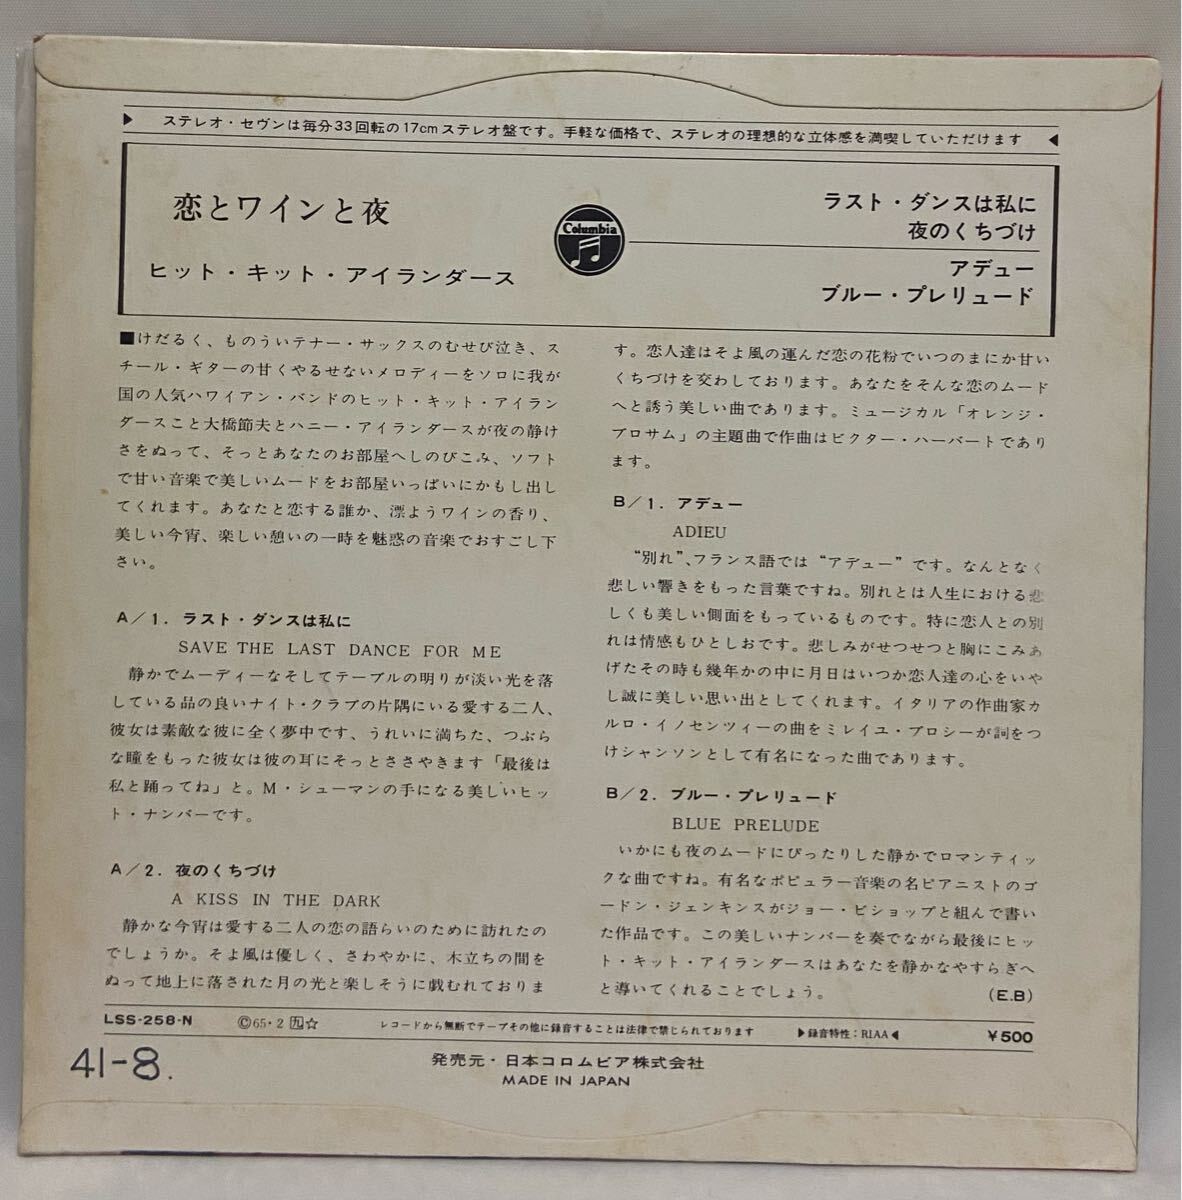 ▶ ステレオ・セヴンは毎分33回転の17cmステレオ盤です。手軽な価格で、ステレオの理想的な立体感を満喫していただけます ◀
恋とワインと夜
ヒット・キット・アイランダース
Columbia
ラスト・ダンスは私に
夜のくちづけ
アデュー
ブルー・プレリュード
■けだるく、ものういテナー・サックスのむせび泣き、ス
チール・ギターの甘くやるせないメロディーをソロに我が
国の人気ハワイアン・バンドのヒット・キット・アイラン
ダースこと大橋節夫とハニー・アイランダースが夜の静け
さをぬって、そっとあなたのお部屋へしのびこみ、ソフト
で甘い音楽で美しいムードをお部屋いっぱいにかもし出し
てくれます。あなたと恋する誰か、漂ようワインの香り、
美しい今宵、楽しい憩いの一時を魅惑の音楽でおすごし下
さい。
A/1. ラスト・ダンスは私に
SAVE THE LAST DANCE FOR ME
静かでムーディーなそしてテーブルの明りが淡い光を落
している品の良いナイト・クラブの片隅にいる愛する二人、
彼女は素敵な彼に全く夢中です、うれいに満ちた、つぶら
な瞳をもった彼女は彼の耳にそっとささやきます「最後は
私と踊ってね」と。M・シューマンの手になる美しいヒッ
ト・ナンバーです。
A/2. 夜のくちづけ
A KISS IN THE DARK
静かな今宵は愛する二人の恋の語らいのために訪れたの
でしょうか。そよ風は優しく、さわやかに、木立ちの間を
ぬって地上に落された月の光と楽しそうに戯むれておりま
す。恋人達はそよ風の運んだ恋の花粉でいつのまにか甘い
くちづけを交わしております。あなたをそんな恋のムード
へと誘う美しい曲であります。ミュージカル「オレンジ・
ブロサム」の主題曲で作曲はビクター・ハーバートであり
ます。
B/1. アデュー
ADIEU
“別れ”、フランス語では“アデュー”です。なんとなく
悲しい響きをもった言葉ですね。別れとは人生における悲
しくも美しい側面をもっているものです。特に恋人との別
れは情感もひとしおです。悲しみがせつせつと胸にこみあ
げたその時も幾年かの中に月日はいつか恋人達の心をいや
し誠に美しい思い出としてくれます。イタリアの作曲家カ
ルロ・イノセンツィーの曲をミレイユ・ブロシーが詞をつ
けシャンソンとして有名になった曲であります。
B/2. ブルー・プレリュード
BLUE PRELUDE
いかにも夜のムードにぴったりした静かでロマンティッ
クな曲ですね。有名なポピュラー音楽の名ピアニストのゴ
ードン・ジェンキンスがジョー・ビショップと組んで書い
た作品です。この美しいナンバーを奏でながら最後にヒッ
ト・キット・アイランダースはあなたを静かなやすらぎへ
と導いてくれることでしょう。 (E.B)
LSS-258-N ©65・2 九☆ レコードから無断でテープその他に録音することは法律で禁じられております ▶録音特性：RIAA◀ ￥500
41-8.
発売元・日本コロムビア株式会社
MADE IN JAPAN